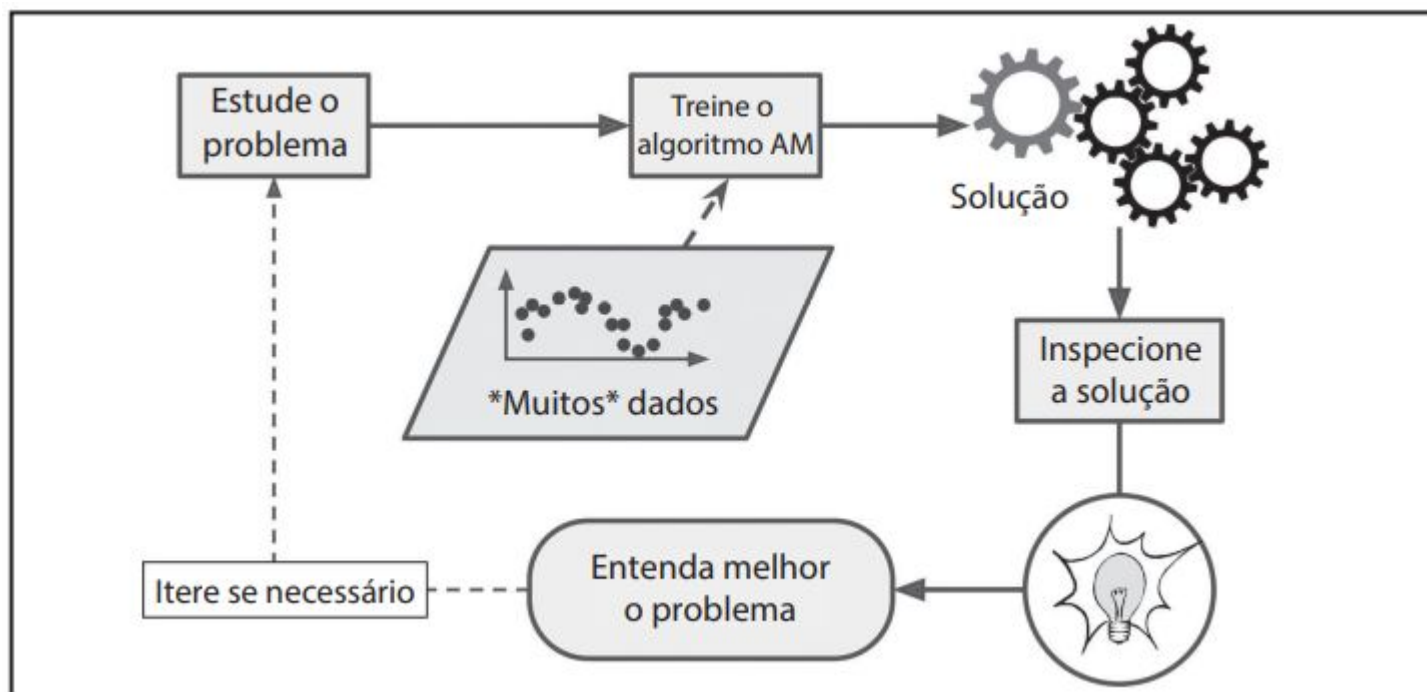 Estude o
problema
Treine o
algoritmo AM
Solução
*Muitos* dados
Inspecione
a solução
Entenda melhor
o problema
Itere se necessário